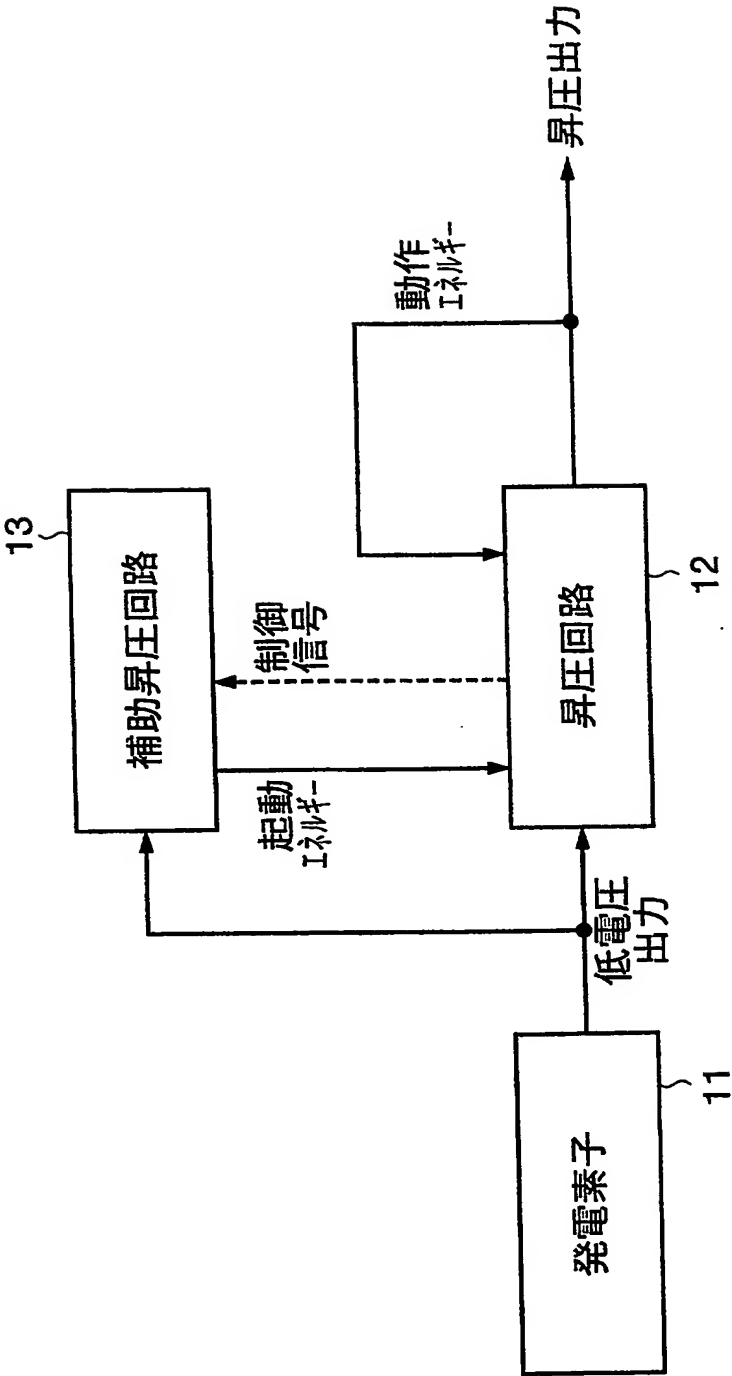 13
補助昇圧回路
起動
エネルギー
制御
信号
動作
エネルギー
昇圧出力
発電素子
11
低電圧
出力
昇圧回路
12